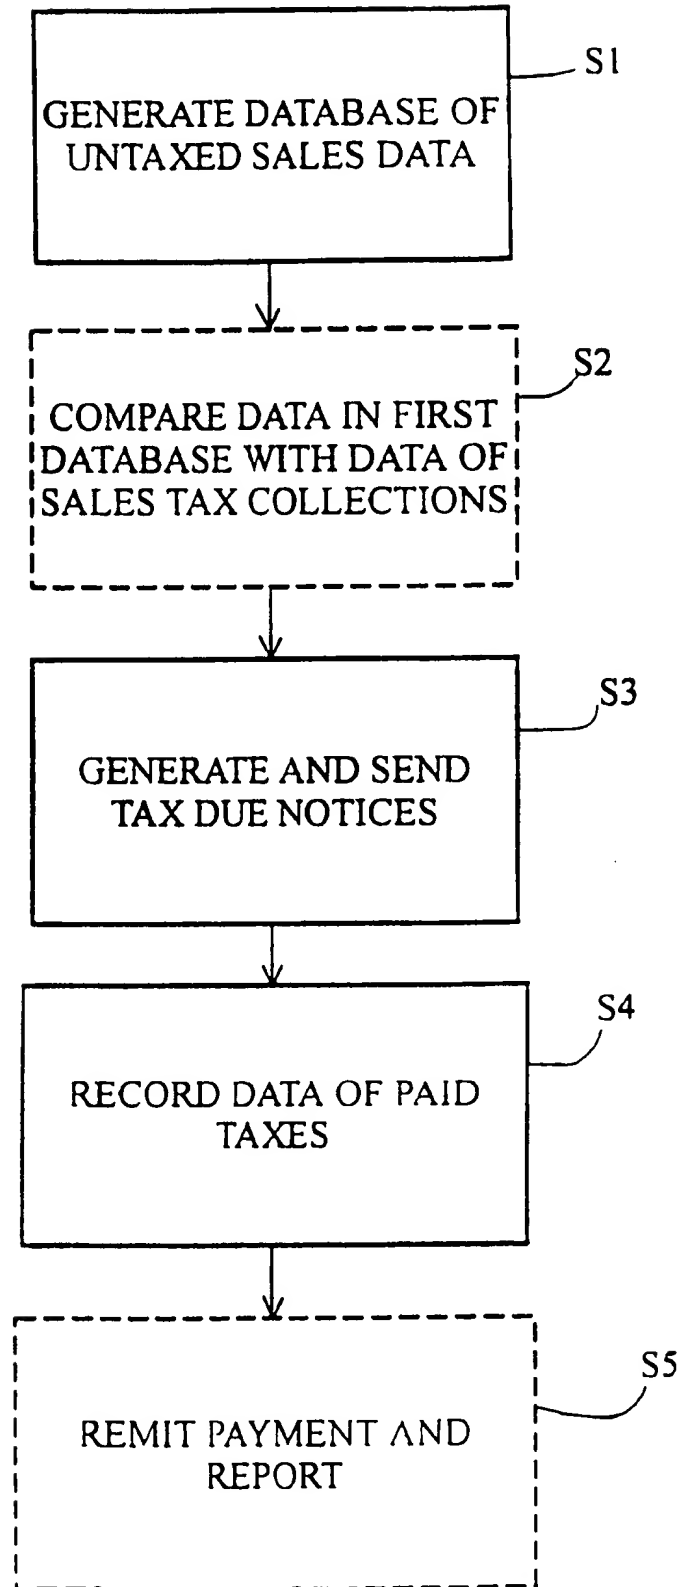 S1
GENERATE DATABASE OF
UNTAXED SALES DATA
S2
COMPARE DATA IN FIRST
DATABASE WITH DATA OF
SALES TAX COLLECTIONS
S3
GENERATE AND SEND
TAX DUE NOTICES
S4
RECORD DATA OF PAID
TAXES
S5
REMIT PAYMENT AND
REPORT